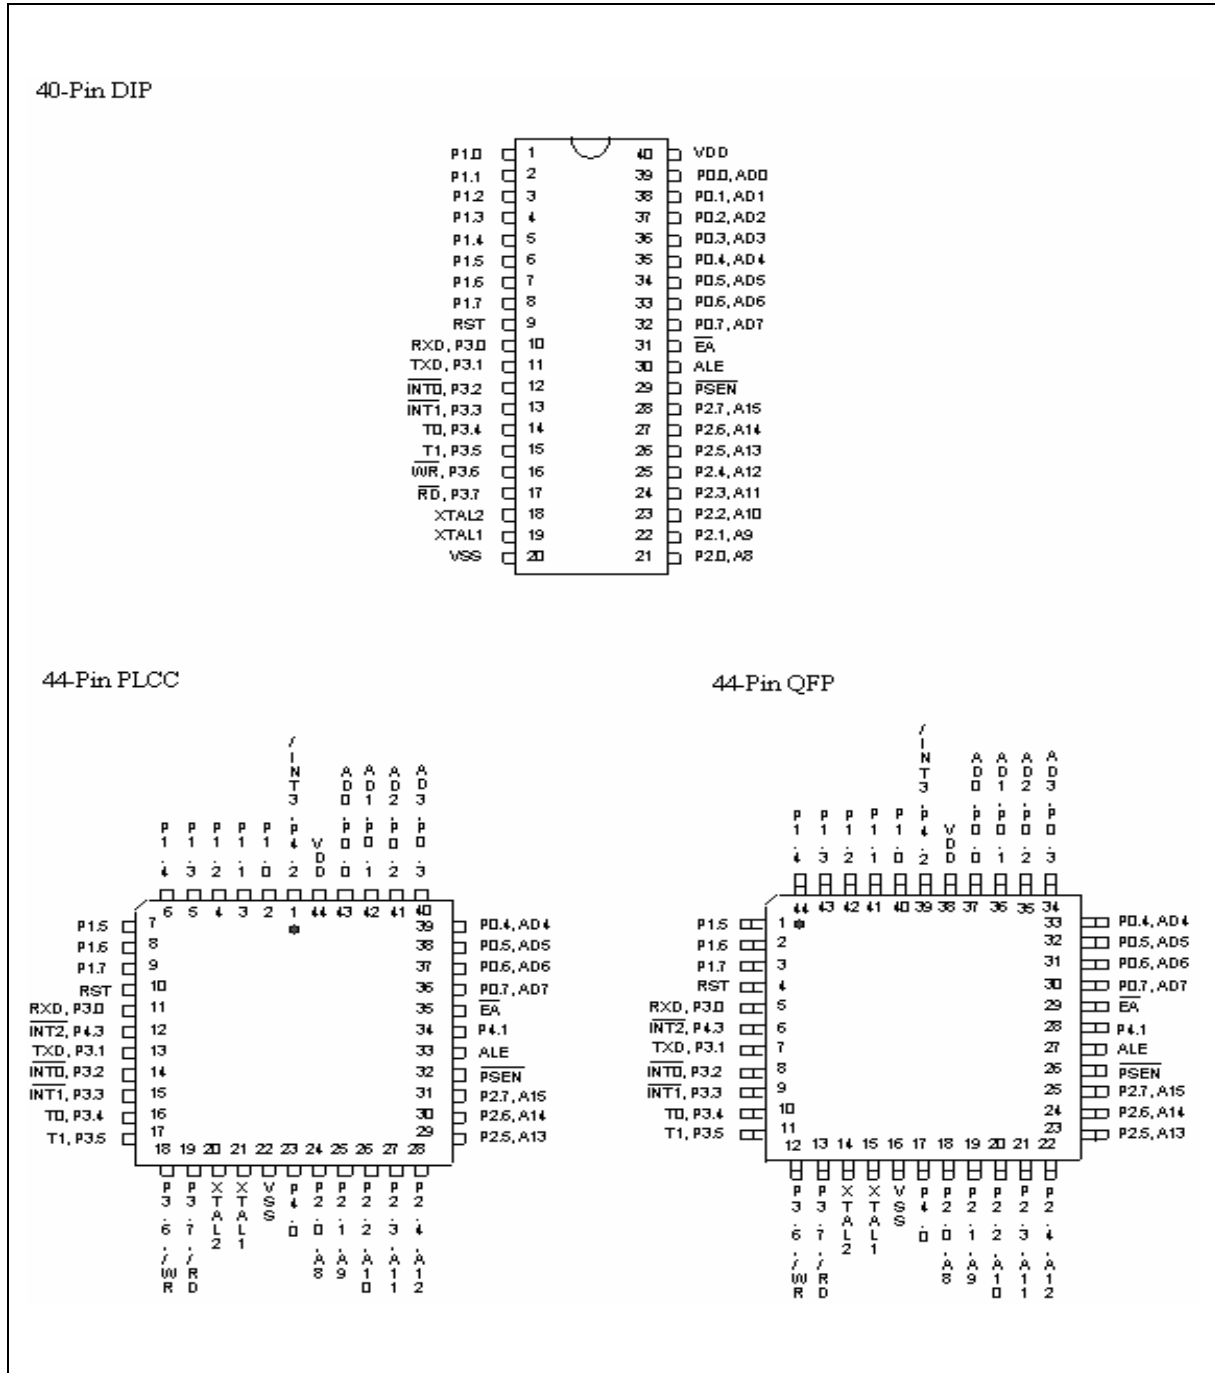 40-Pin DIP
P1.0 1 40 VDD
P1.1 2 39 P0.0, AD0
P1.2 3 38 P0.1, AD1
P1.3 4 37 P0.2, AD2
P1.4 5 36 P0.3, AD3
P1.5 6 35 P0.4, AD4
P1.6 7 34 P0.5, AD5
P1.7 8 33 P0.6, AD6
RST 9 32 P0.7, AD7
RXD, P3.0 10 31 EA
TXD, P3.1 11 30 ALE
INT0, P3.2 12 29 PSEN
INT1, P3.3 13 28 P2.7, A15
T0, P3.4 14 27 P2.6, A14
T1, P3.5 15 26 P2.5, A13
WR, P3.6 16 25 P2.4, A12
RD, P3.7 17 24 P2.3, A11
XTAL2 18 23 P2.2, A10
XTAL1 19 22 P2.1, A9
VSS 20 21 P2.0, A8
44-Pin PLCC
P1.4
P1.3
P1.2
P1.1
P1.0
/INT3, P4.2
VDD
AD0, P0.0
AD1, P0.1
AD2, P0.2
AD3, P0.3
6 5 4 3 2 1 44 43 42 41 40
P1.5 7 39 P0.4, AD4
P1.6 8 38 P0.5, AD5
P1.7 9 37 P0.6, AD6
RST 10 36 P0.7, AD7
RXD, P3.0 11 35 EA
INT2, P4.3 12 34 P4.1
TXD, P3.1 13 33 ALE
INT0, P3.2 14 32 PSEN
INT1, P3.3 15 31 P2.7, A15
T0, P3.4 16 30 P2.6, A14
T1, P3.5 17 29 P2.5, A13
18 19 20 21 22 23 24 25 26 27 28
P3.6, /WR
P3.7, /RD
XTAL2
XTAL1
VSS
P4.0
P2.0, A8
P2.1, A9
P2.2, A10
P2.3, A11
P2.4, A12
44-Pin QFP
P1.4
P1.3
P1.2
P1.1
P1.0
/INT3, P4.2
VDD
AD0, P0.0
AD1, P0.1
AD2, P0.2
AD3, P0.3
44 43 42 41 40 39 38 37 36 35 34
P1.5 1 33 P0.4, AD4
P1.6 2 32 P0.5, AD5
P1.7 3 31 P0.6, AD6
RST 4 30 P0.7, AD7
RXD, P3.0 5 29 EA
INT2, P4.3 6 28 P4.1
TXD, P3.1 7 27 ALE
INT0, P3.2 8 26 PSEN
INT1, P3.3 9 25 P2.7, A15
T0, P3.4 10 24 P2.6, A14
T1, P3.5 11 23 P2.5, A13
12 13 14 15 16 17 18 19 20 21 22
P3.6, /WR
P3.7, /RD
XTAL2
XTAL1
VSS
P4.0
P2.0, A8
P2.1, A9
P2.2, A10
P2.3, A11
P2.4, A12